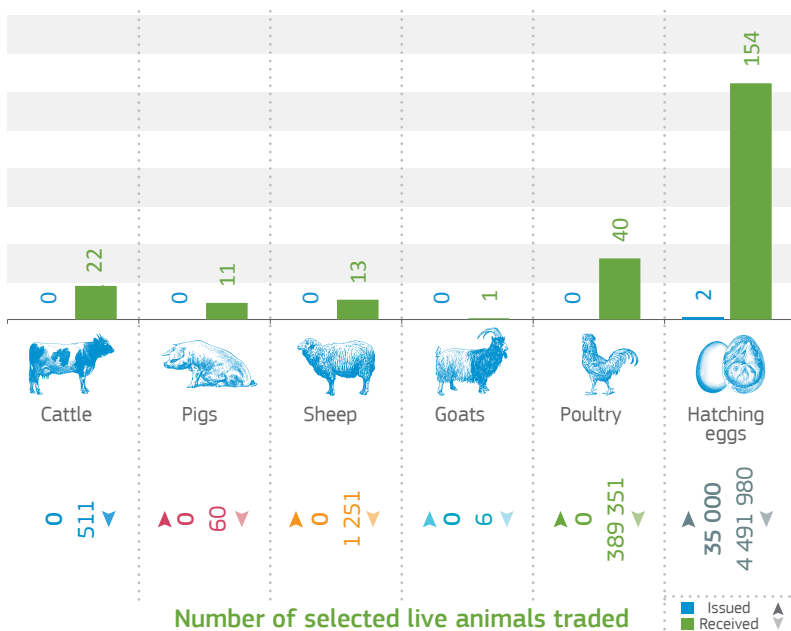 0
22
0
11
0
13
0
1
0
40
2
154
Cattle
Pigs
Sheep
Goats
Poultry
Hatching
eggs
0
511
0
60
0
1 251
0
6
0
389 351
35 000
4 491 980
Number of selected live animals traded
Issued
Received